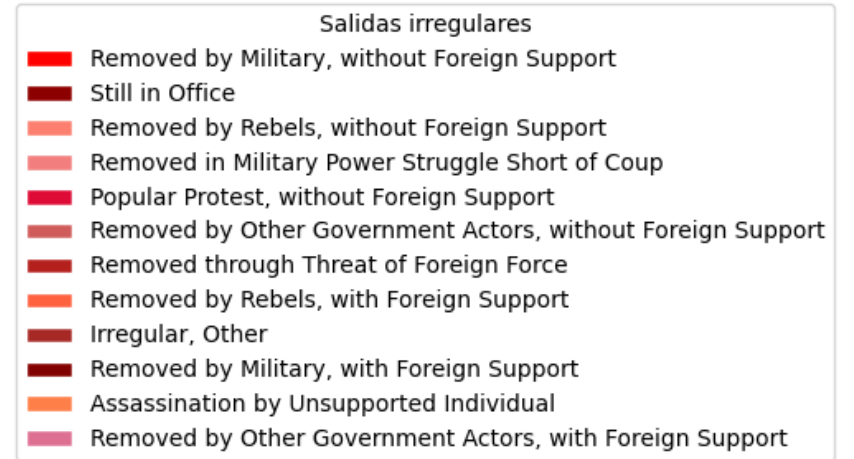 Salidas irregulares
Removed by Military, without Foreign Support
Still in Office
Removed by Rebels, without Foreign Support
Removed in Military Power Struggle Short of Coup
Popular Protest, without Foreign Support
Removed by Other Government Actors, without Foreign Support
Removed through Threat of Foreign Force
Removed by Rebels, with Foreign Support
Irregular, Other
Removed by Military, with Foreign Support
Assassination by Unsupported Individual
Removed by Other Government Actors, with Foreign Support